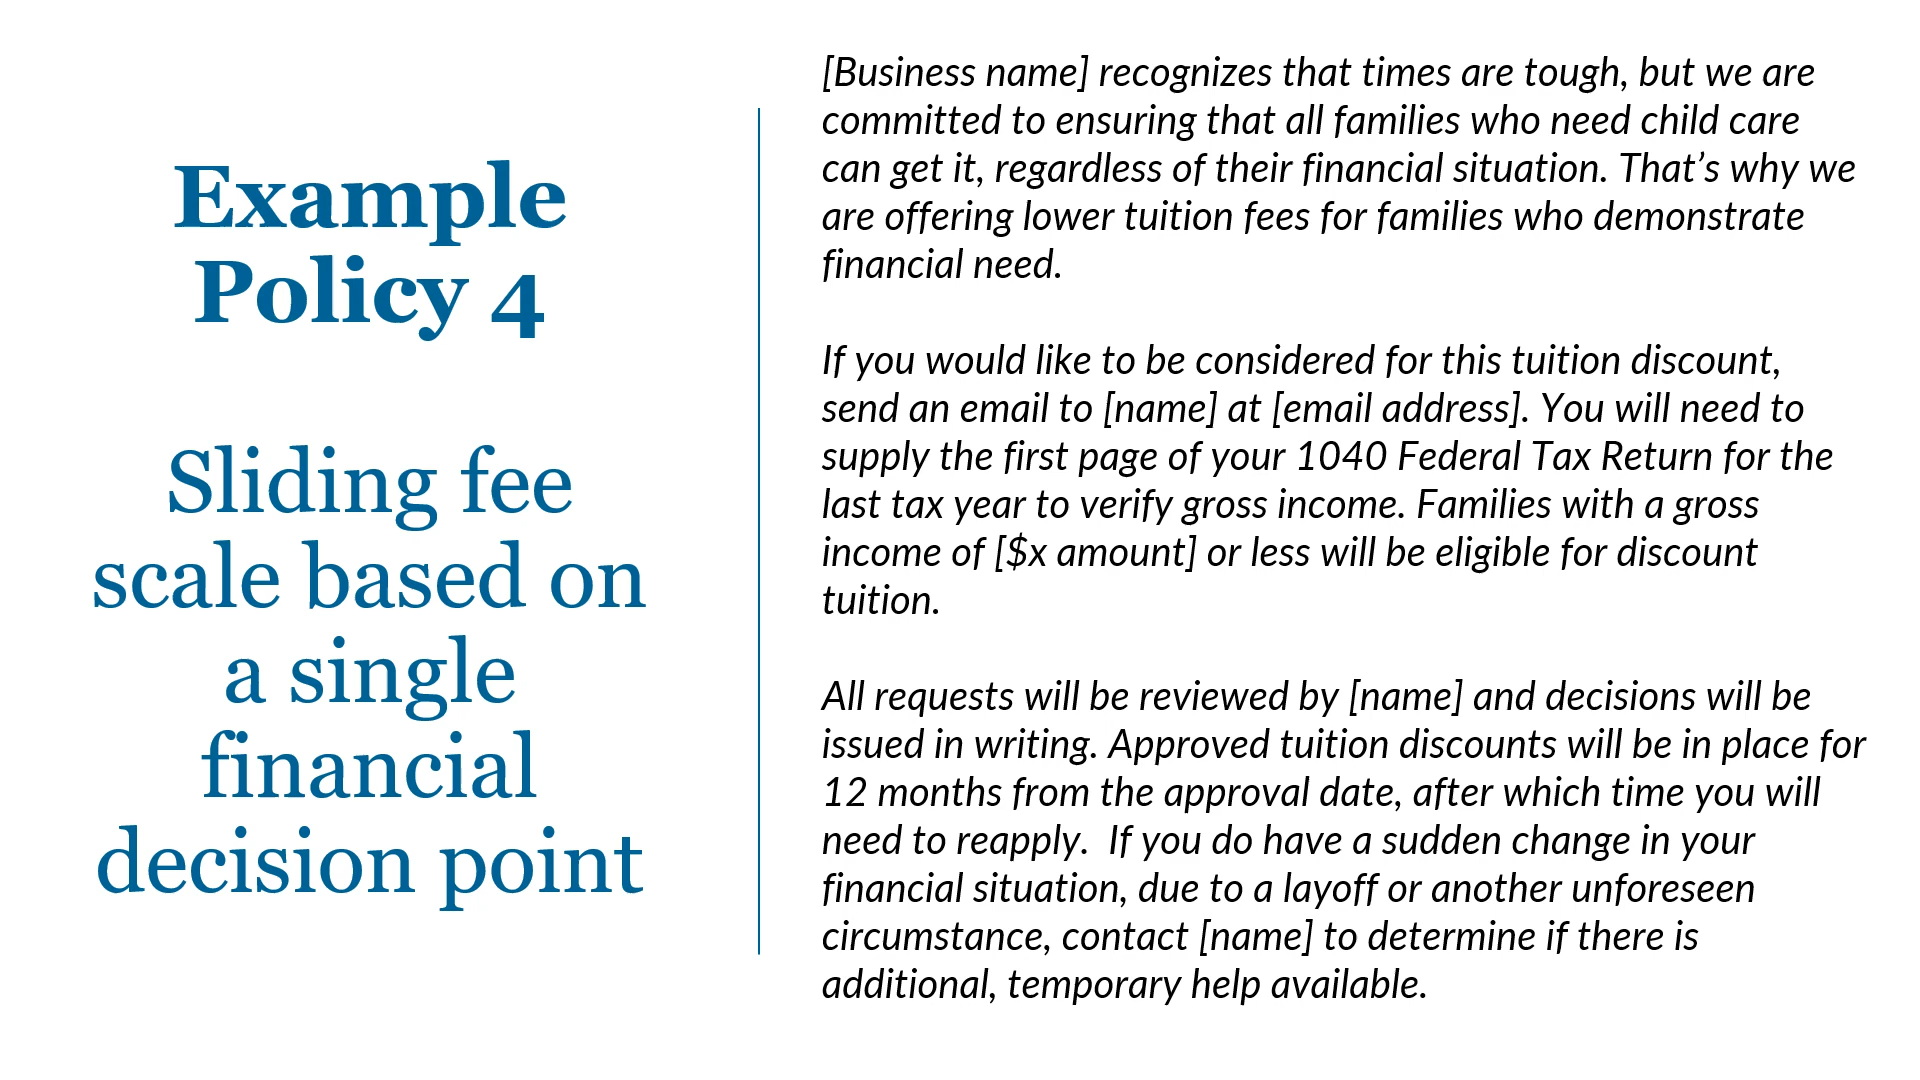 Example
Policy 4
Sliding fee
scale based on
a single
financial
decision point
[Business name] recognizes that times are tough, but we are
committed to ensuring that all families who need child care
can get it, regardless of their financial situation. That’s why we
are offering lower tuition fees for families who demonstrate
financial need.
If you would like to be considered for this tuition discount,
send an email to [name] at [email address]. You will need to
supply the first page of your 1040 Federal Tax Return for the
last tax year to verify gross income. Families with a gross
income of [$x amount] or less will be eligible for discount
tuition.
All requests will be reviewed by [name] and decisions will be
issued in writing. Approved tuition discounts will be in place for
12 months from the approval date, after which time you will
need to reapply.  If you do have a sudden change in your
financial situation, due to a layoff or another unforeseen
circumstance, contact [name] to determine if there is
additional, temporary help available.